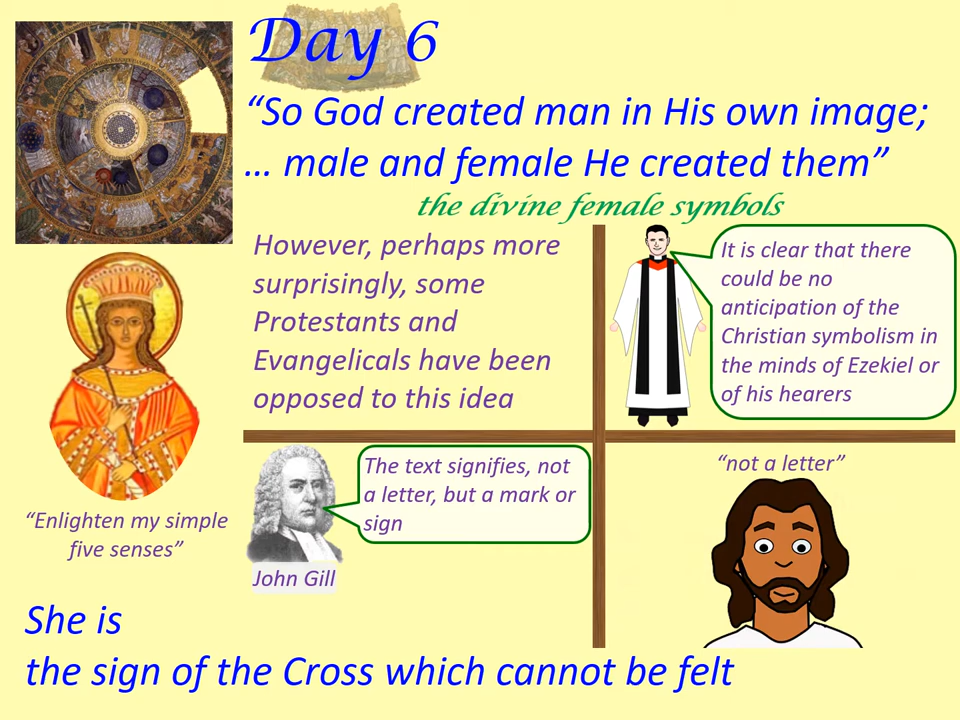 Day 6
“So God created man in His own image;
… male and female He created them”
the divine female symbols
However, perhaps more
surprisingly, some
Protestants and
Evangelicals have been
opposed to this idea
It is clear that there
could be no
anticipation of the
Christian symbolism in
the minds of Ezekiel or
of his hearers
The text signifies, not
a letter, but a mark or
sign
John Gill
“not a letter”
“Enlighten my simple
five senses”
She is
the sign of the Cross which cannot be felt